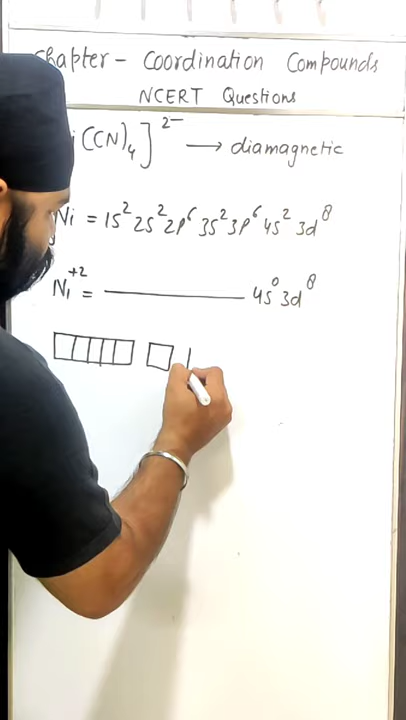 Chapter – Coordination Compounds
NCERT Questions
i(CN)₄]²⁻ → diamagnetic
Ni = 1s² 2s² 2p⁶ 3s² 3p⁶ 4s² 3d⁸
Ni⁺² = ———— 4s⁰ 3d⁸